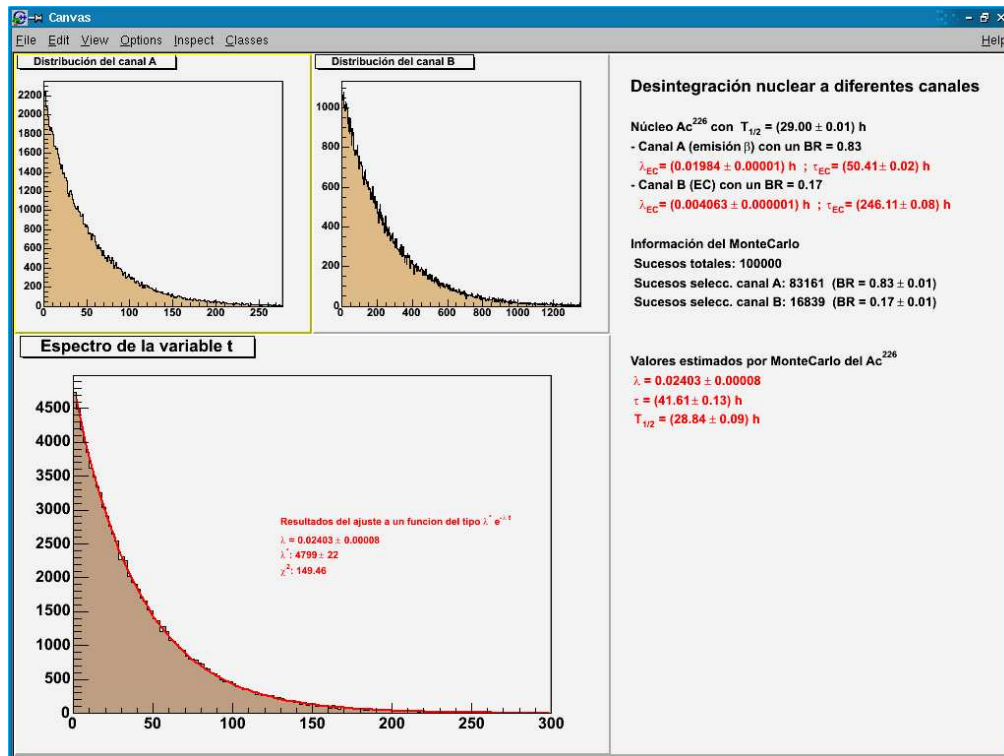 Canvas
File Edit View Options Inspect Classes Help
Distribución del canal A
2200
2000
1800
1600
1400
1200
1000
800
600
400
200
0
0 50 100 150 200 250
Distribución del canal B
1000
800
600
400
200
0
0 200 400 600 800 1000 1200
Desintegración nuclear a diferentes canales
Núcleo Ac²²⁶ con T₁/₂ = (29.00 ± 0.01) h
- Canal A (emisión β) con un BR = 0.83
λ_EC= (0.01984 ± 0.00001) h ; τ_EC= (50.41 ± 0.02) h
- Canal B (EC) con un BR = 0.17
λ_EC= (0.004063 ± 0.000001) h ; τ_EC= (246.11 ± 0.08) h
Información del MonteCarlo
Sucesos totales: 100000
Sucesos selecc. canal A: 83161 (BR = 0.83 ± 0.01)
Sucesos selecc. canal B: 16839 (BR = 0.17 ± 0.01)
Valores estimados por MonteCarlo del Ac²²⁶
λ = 0.02403 ± 0.00008
τ = (41.61 ± 0.13) h
T₁/₂ = (28.84 ± 0.09) h
Espectro de la variable t
4500
4000
3500
3000
2500
2000
1500
1000
500
0
0 50 100 150 200 250 300
Resultados del ajuste a un funcion del tipo λ* e^-λ t
λ = 0.02403 ± 0.00008
λ*: 4799 ± 22
χ²: 149.46